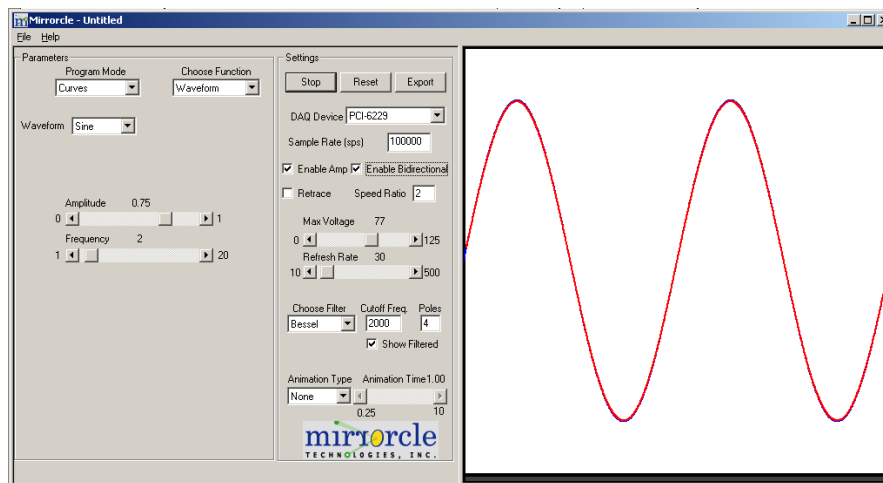 Mirrorcle - Untitled
File Help
Parameters
Program Mode Choose Function
Curves Waveform
Waveform Sine
Amplitude 0.75
0 1
Frequency 2
1 20
Settings
Stop Reset Export
DAQ Device PCI-6229
Sample Rate (sps) 100000
Enable Amp Enable Bidirectional
Retrace Speed Ratio 2
Max Voltage 77
0 125
Refresh Rate 30
10 500
Choose Filter Cutoff Freq. Poles
Bessel 2000 4
Show Filtered
Animation Type Animation Time 1.00
None
0.25 10
mirrorcle
TECHNOLOGIES, INC.